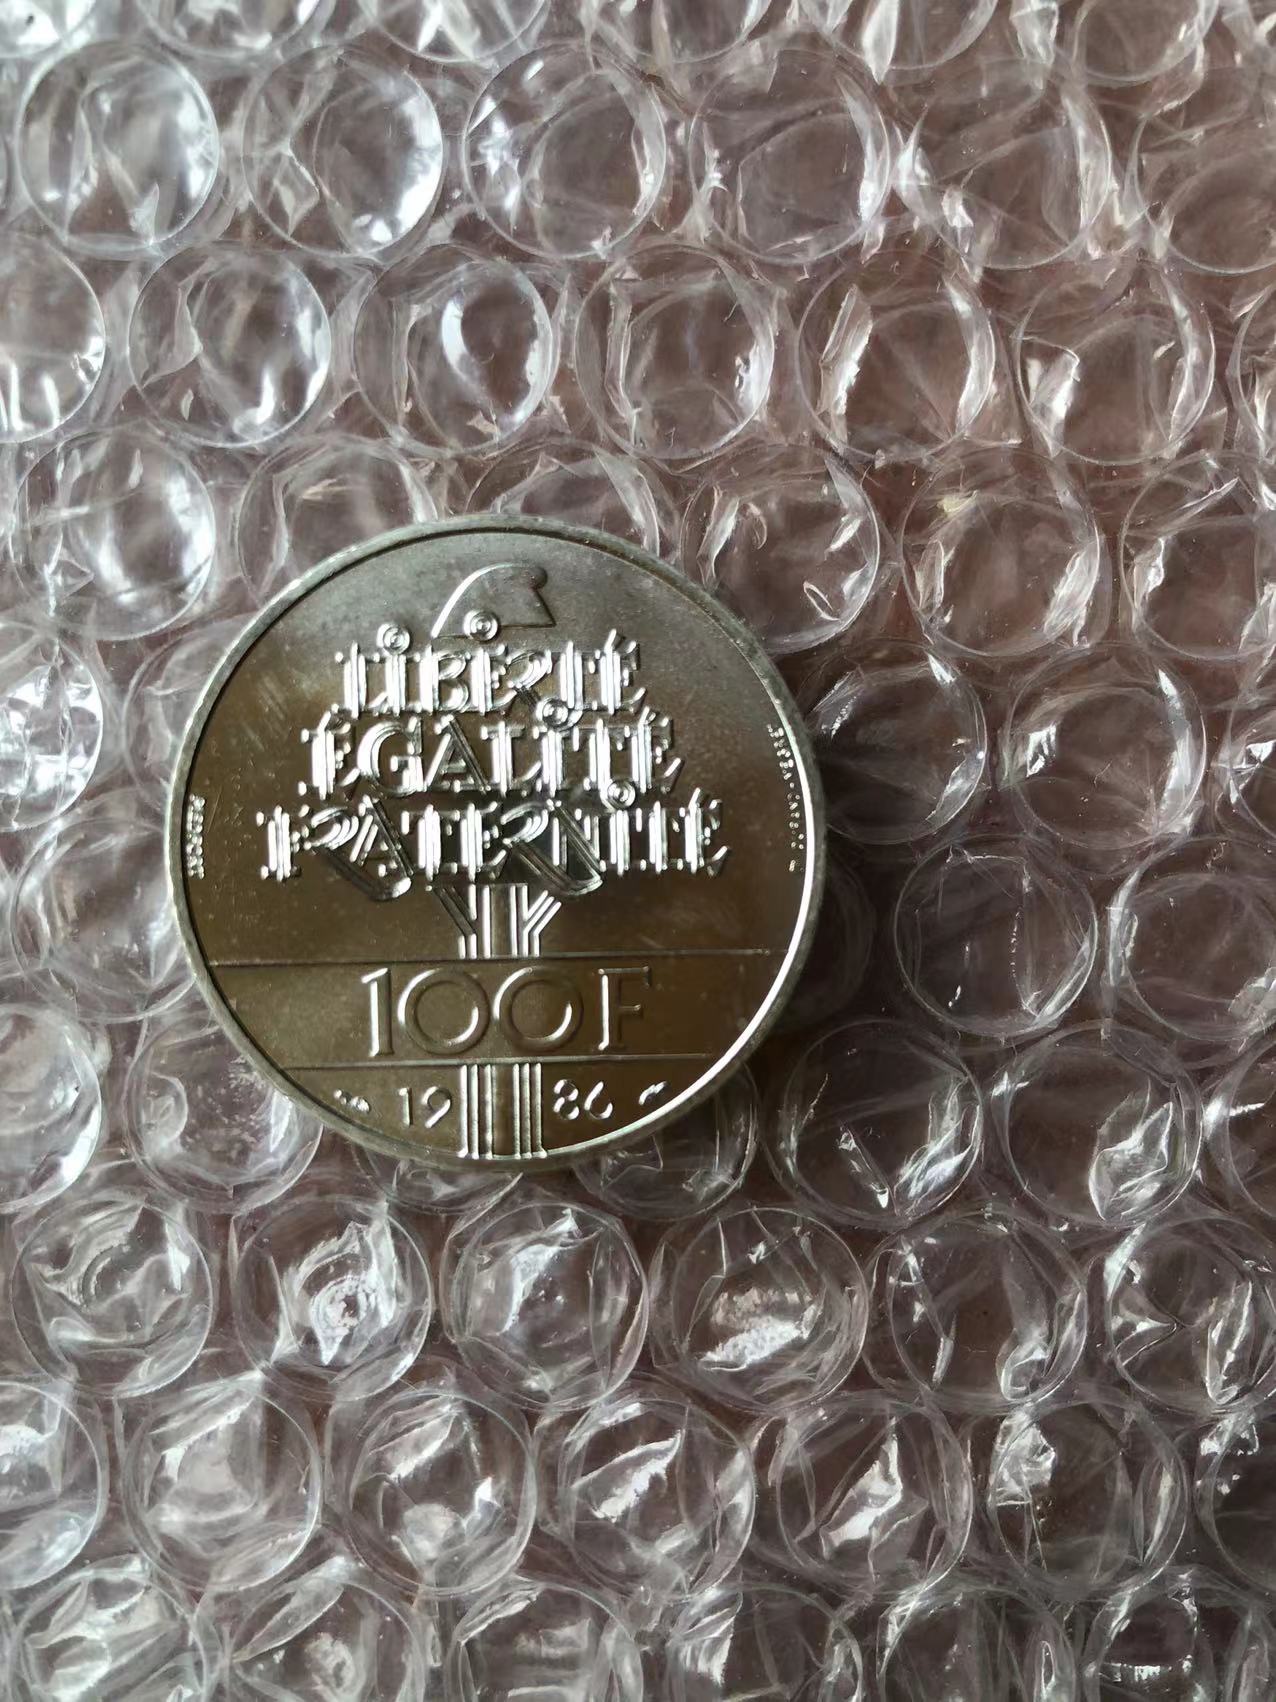 LIBERTÉ
ÉGALITÉ
FRATERNITÉ
100F
1986